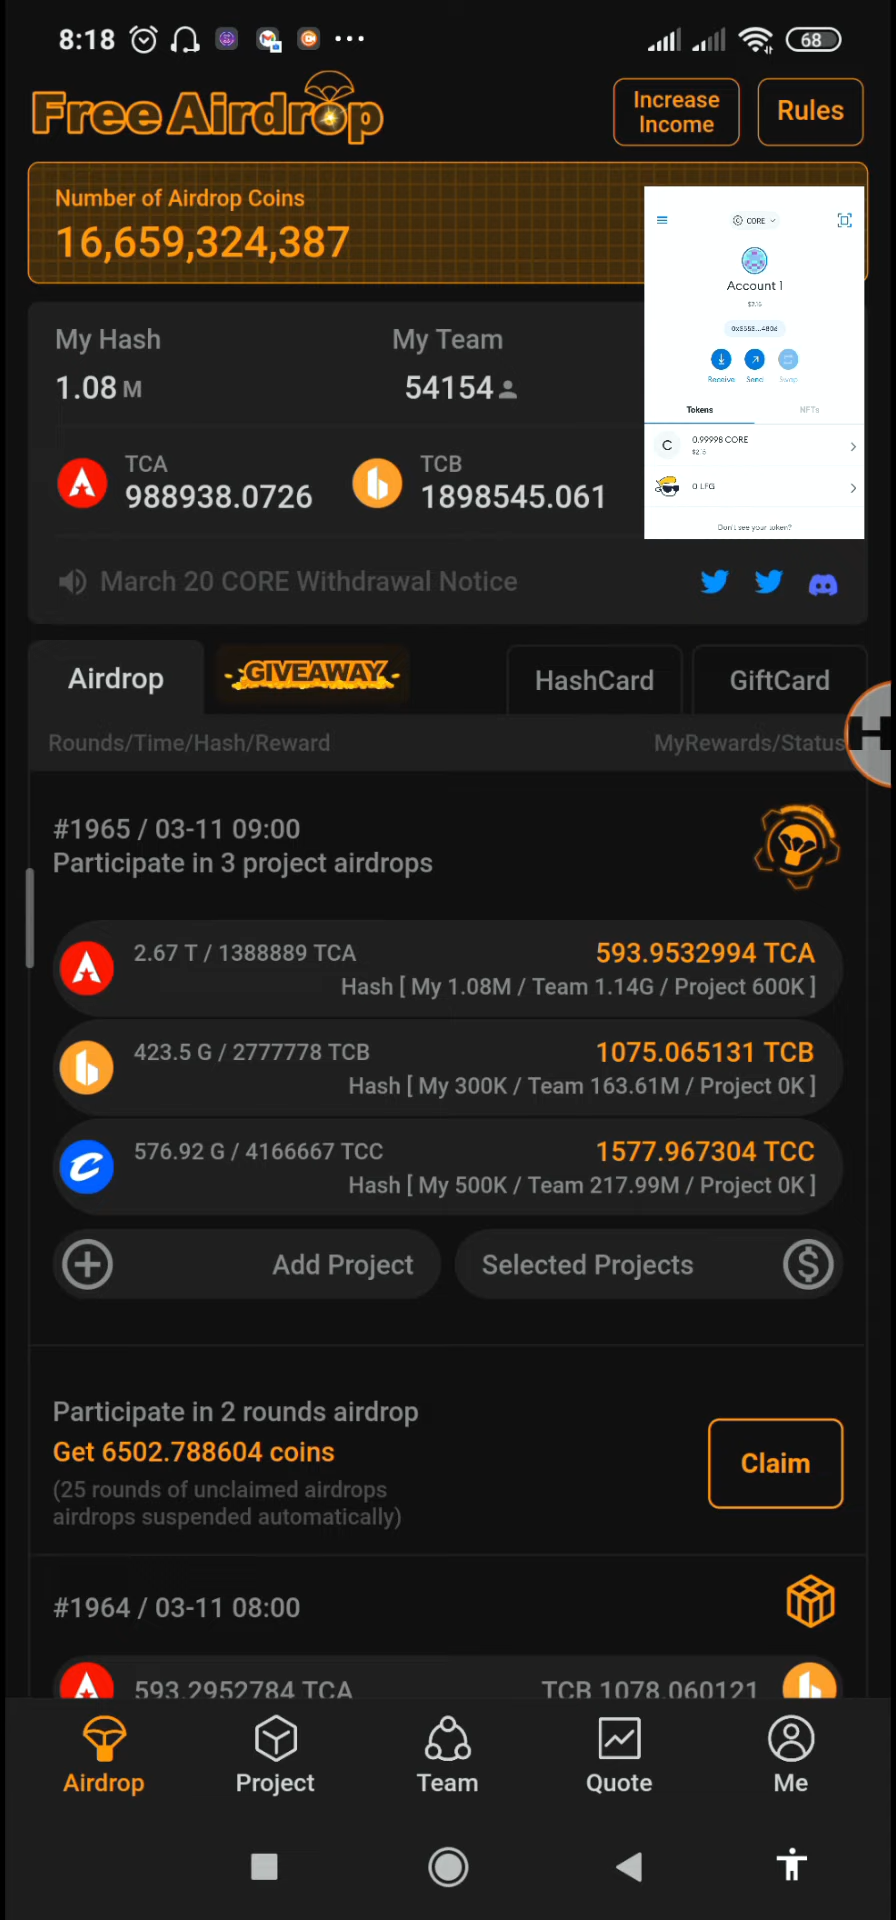 8:18
68
Free Airdrop
Increase
Income
Rules
Number of Airdrop Coins
16,659,324,387
CORE
Account 1
$2.16
Receive
Send
Swap
Tokens
NFTs
C
0.99998 CORE
$2.16
0 LFG
Don't see your token?
My Hash
1.08 M
My Team
54154
TCA
988938.0726
TCB
1898545.061
March 20 CORE Withdrawal Notice
Airdrop
GIVEAWAY
HashCard
GiftCard
Rounds/Time/Hash/Reward
MyRewards/Status
H
#1965 / 03-11 09:00
Participate in 3 project airdrops
2.67 T / 1388889 TCA
593.9532994 TCA
Hash [ My 1.08M / Team 1.14G / Project 600K ]
423.5 G / 2777778 TCB
1075.065131 TCB
Hash [ My 300K / Team 163.61M / Project 0K ]
576.92 G / 4166667 TCC
1577.967304 TCC
Hash [ My 500K / Team 217.99M / Project 0K ]
Add Project
Selected Projects
Participate in 2 rounds airdrop
Get 6502.788604 coins
(25 rounds of unclaimed airdrops
airdrops suspended automatically)
Claim
#1964 / 03-11 08:00
593.2952784 TCA
TCB 1078.060121
Airdrop
Project
Team
Quote
Me